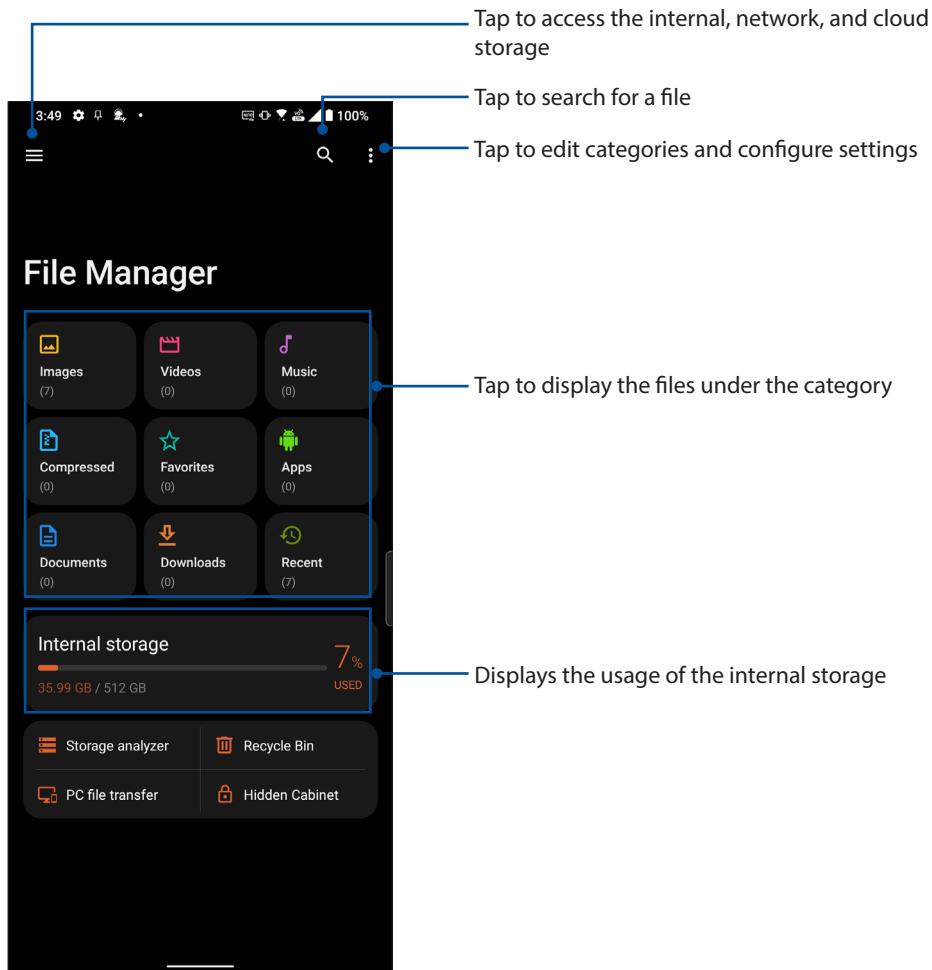 Tap to access the internal, network, and cloud
storage
Tap to search for a file
3:49
100%
Tap to edit categories and configure settings
File Manager
Images
(7)
Videos
(0)
Music
(0)
Tap to display the files under the category
Compressed
(0)
Favorites
(0)
Apps
(0)
Documents
(0)
Downloads
(0)
Recent
(7)
Internal storage
7%
35.99 GB / 512 GB
USED
Displays the usage of the internal storage
Storage analyzer
Recycle Bin
PC file transfer
Hidden Cabinet